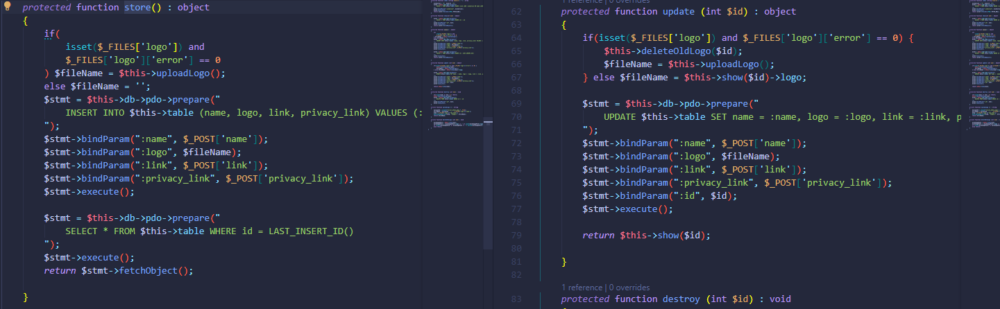 protected function store() : object
{
if(
isset($_FILES['logo']) and
$_FILES['logo']['error'] == 0
) $fileName = $this->uploadLogo();
else $fileName = '';
$stmt = $this->db->pdo->prepare("
INSERT INTO $this->table (name, logo, link, privacy_link) VALUES (:
");
$stmt->bindParam(":name", $_POST['name']);
$stmt->bindParam(":logo", $fileName);
$stmt->bindParam(":link", $_POST['link']);
$stmt->bindParam(":privacy_link", $_POST['privacy_link']);
$stmt->execute();
$stmt = $this->db->pdo->prepare("
SELECT * FROM $this->table WHERE id = LAST_INSERT_ID()
");
$stmt->execute();
return $stmt->fetchObject();
}
1 reference | 0 overrides
62 protected function update (int $id) : object
63 {
64 if(isset($_FILES['logo']) and $_FILES['logo']['error'] == 0) {
65 $this->deleteOldLogo($id);
66 $fileName = $this->uploadLogo();
67 } else $fileName = $this->show($id)->logo;
68
69 $stmt = $this->db->pdo->prepare("
70 UPDATE $this->table SET name = :name, logo = :logo, link = :link, p
71 ");
72 $stmt->bindParam(":name", $_POST['name']);
73 $stmt->bindParam(":logo", $fileName);
74 $stmt->bindParam(":link", $_POST['link']);
75 $stmt->bindParam(":privacy_link", $_POST['privacy_link']);
76 $stmt->bindParam(":id", $id);
77 $stmt->execute();
78
79 return $this->show($id);
80
81 }
82
1 reference | 0 overrides
83 protected function destroy (int $id) : void